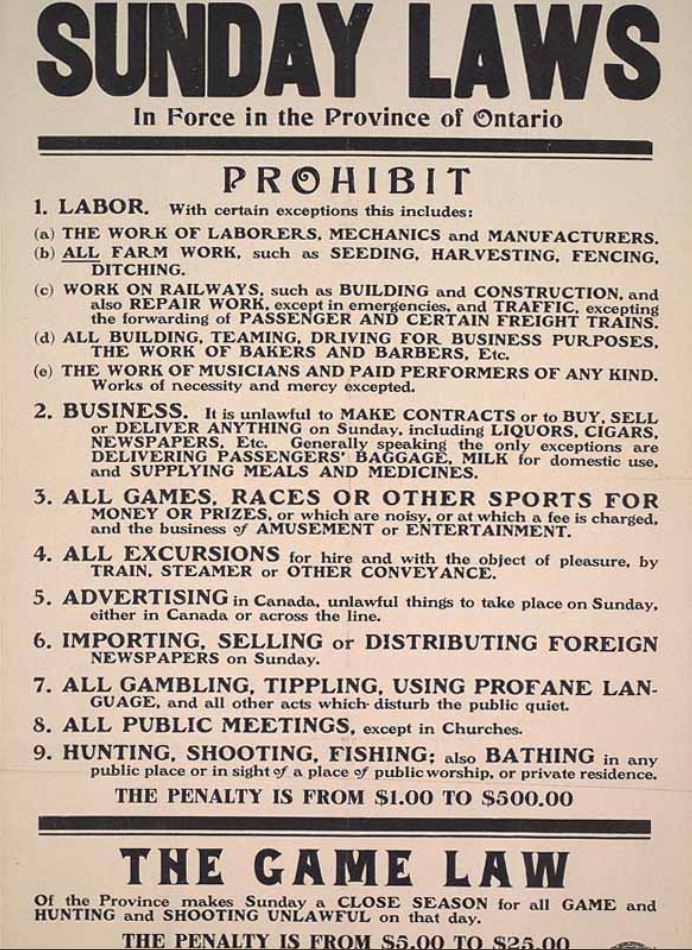 SUNDAY LAWS
In Force in the Province of Ontario
PROHIBIT
1. LABOR. With certain exceptions this includes:
(a) THE WORK OF LABORERS, MECHANICS and MANUFACTURERS.
(b) ALL FARM WORK, such as SEEDING, HARVESTING, FENCING,
DITCHING.
(c) WORK ON RAILWAYS, such as BUILDING and CONSTRUCTION, and
also REPAIR WORK, except in emergencies, and TRAFFIC, excepting
the forwarding of PASSENGER AND CERTAIN FREIGHT TRAINS.
(d) ALL BUILDING, TEAMING, DRIVING FOR BUSINESS PURPOSES,
THE WORK OF BAKERS AND BARBERS, Etc.
(e) THE WORK OF MUSICIANS AND PAID PERFORMERS OF ANY KIND.
Works of necessity and mercy excepted.
2. BUSINESS. It is unlawful to MAKE CONTRACTS or to BUY, SELL
or DELIVER ANYTHING on Sunday, including LIQUORS, CIGARS,
NEWSPAPERS, Etc. Generally speaking the only exceptions are
DELIVERING PASSENGERS' BAGGAGE, MILK for domestic use,
and SUPPLYING MEALS AND MEDICINES.
3. ALL GAMES, RACES OR OTHER SPORTS FOR
MONEY OR PRIZES, or which are noisy, or at which a fee is charged,
and the business of AMUSEMENT or ENTERTAINMENT.
4. ALL EXCURSIONS for hire and with the object of pleasure, by
TRAIN, STEAMER or OTHER CONVEYANCE.
5. ADVERTISING in Canada, unlawful things to take place on Sunday,
either in Canada or across the line.
6. IMPORTING, SELLING or DISTRIBUTING FOREIGN
NEWSPAPERS on Sunday.
7. ALL GAMBLING, TIPPLING, USING PROFANE LAN-
GUAGE, and all other acts which disturb the public quiet.
8. ALL PUBLIC MEETINGS, except in Churches.
9. HUNTING, SHOOTING, FISHING; also BATHING in any
public place or in sight of a place of public worship, or private residence.
THE PENALTY IS FROM $1.00 TO $500.00
THE GAME LAW
Of the Province makes Sunday a CLOSE SEASON for all GAME and
HUNTING and SHOOTING UNLAWFUL on that day.
THE PENALTY IS FROM $5.00 TO $25.00